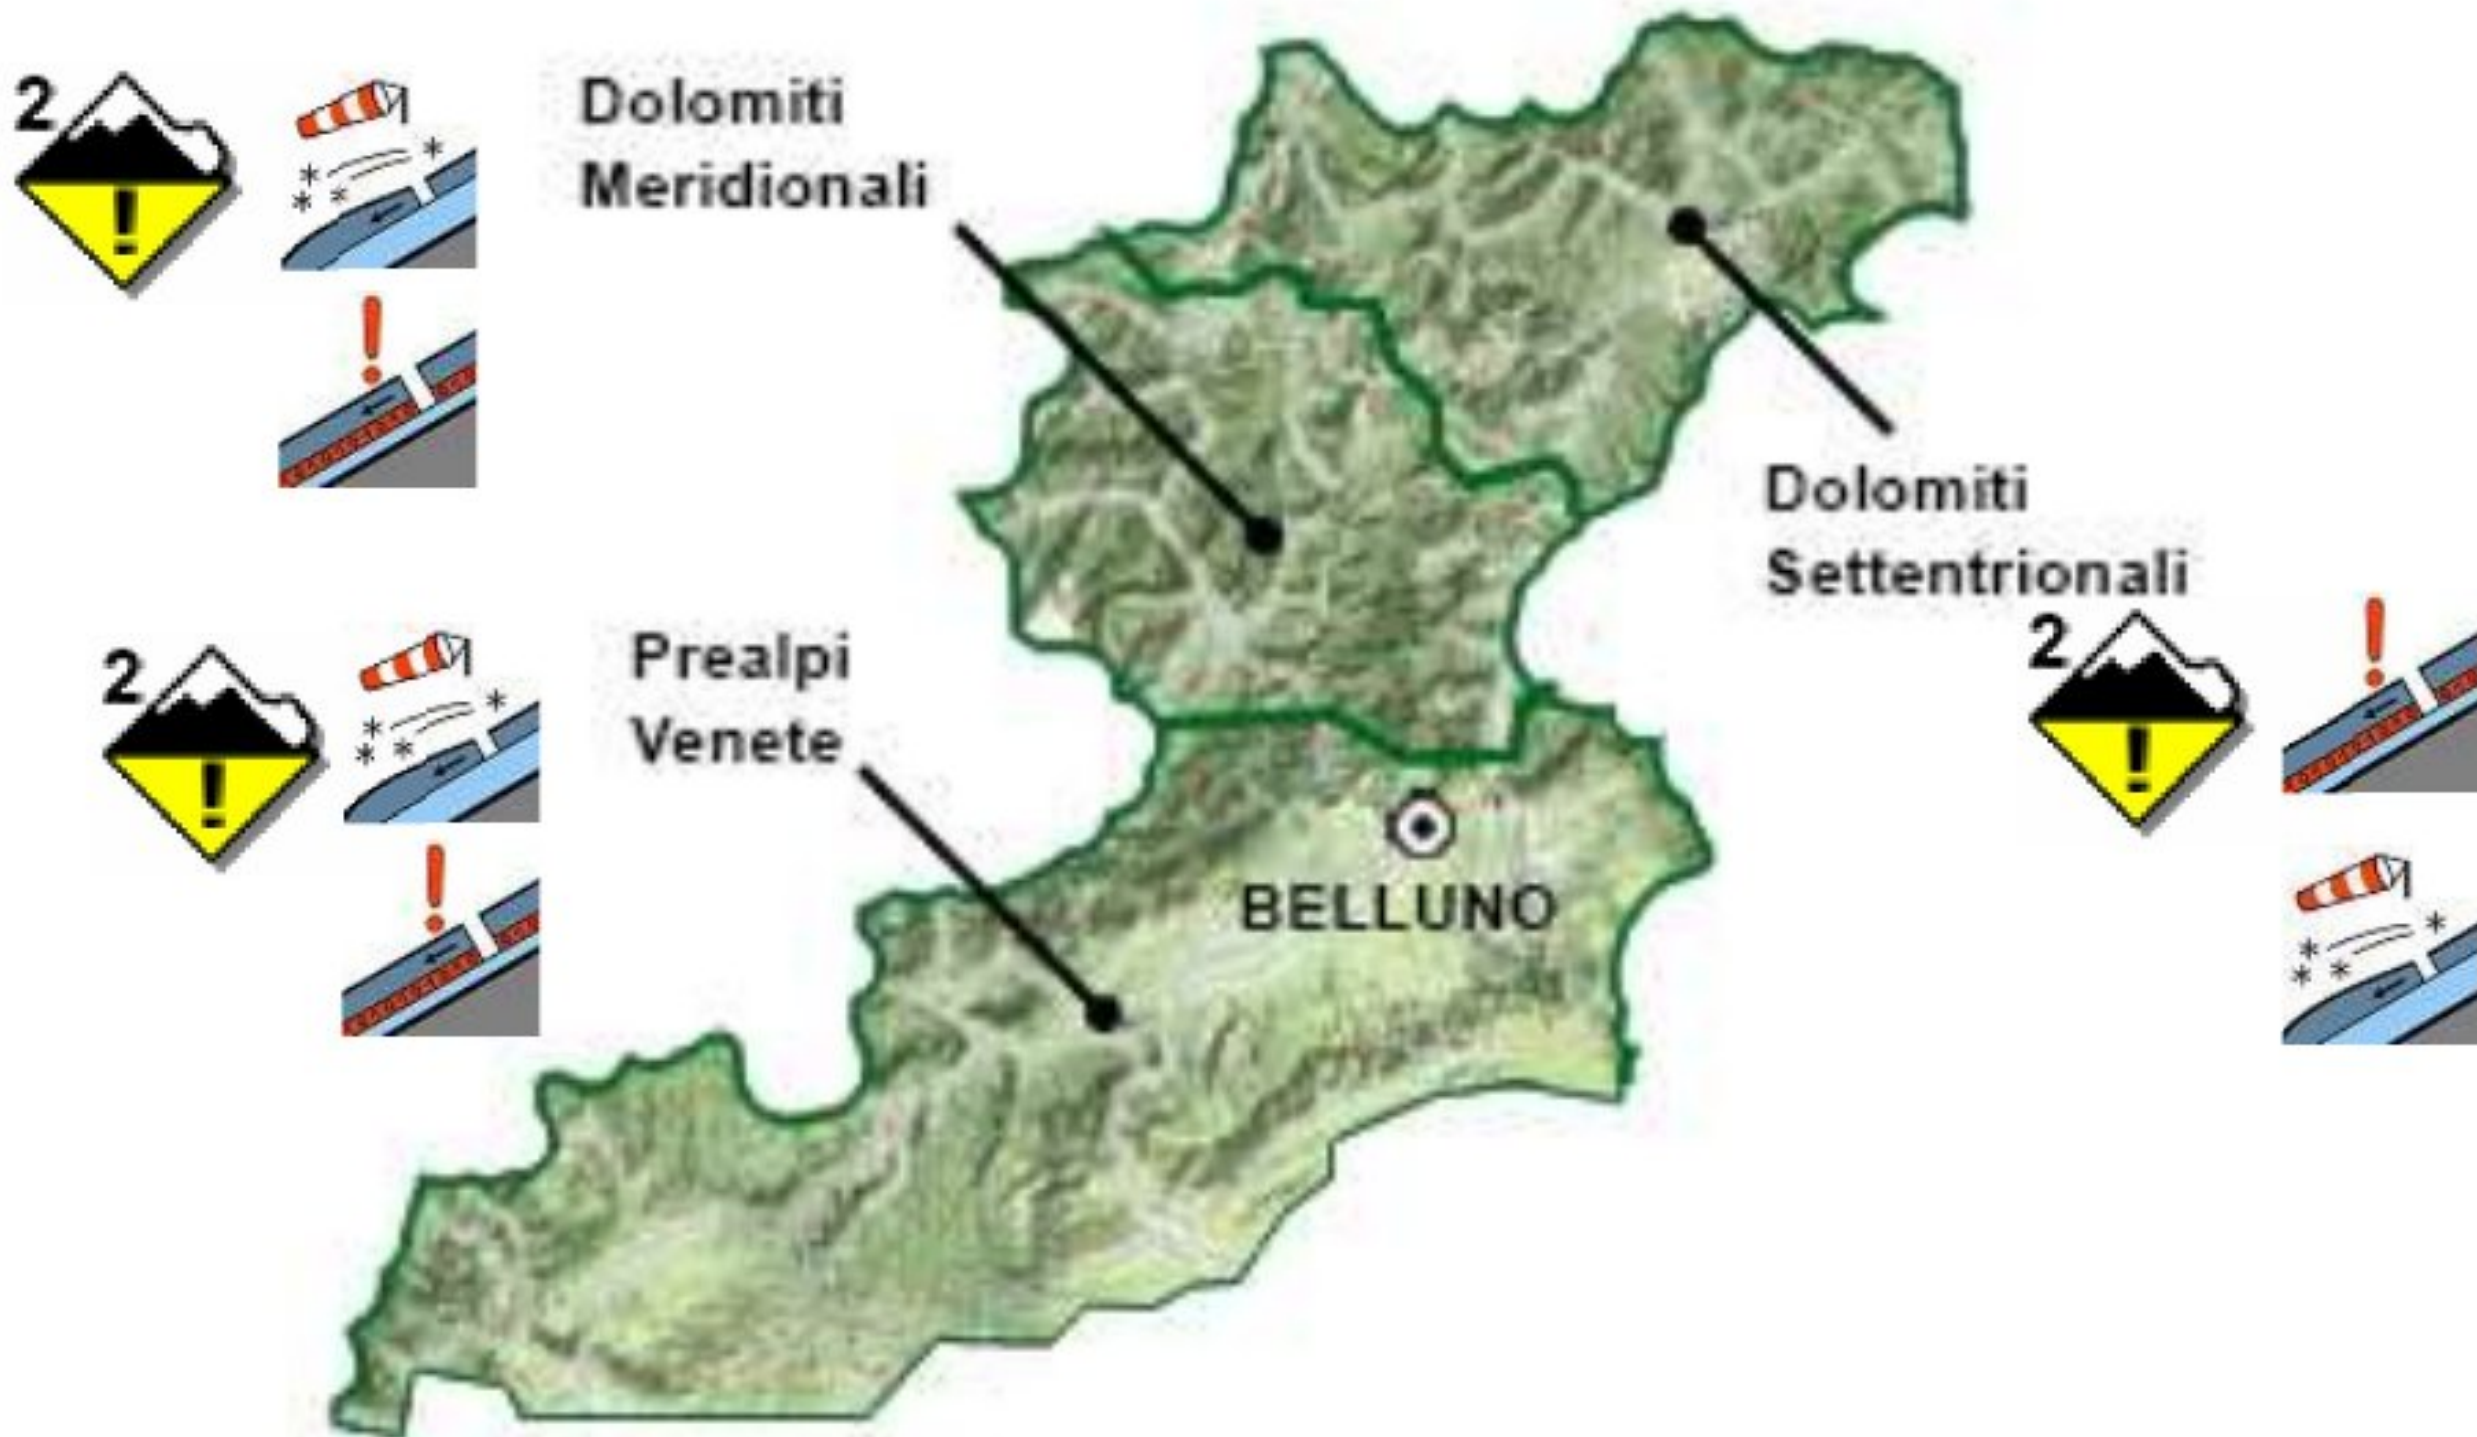 2
Dolomiti
Meridionali
Dolomiti
Settentrionali
2
Prealpi
Venete
2
BELLUNO